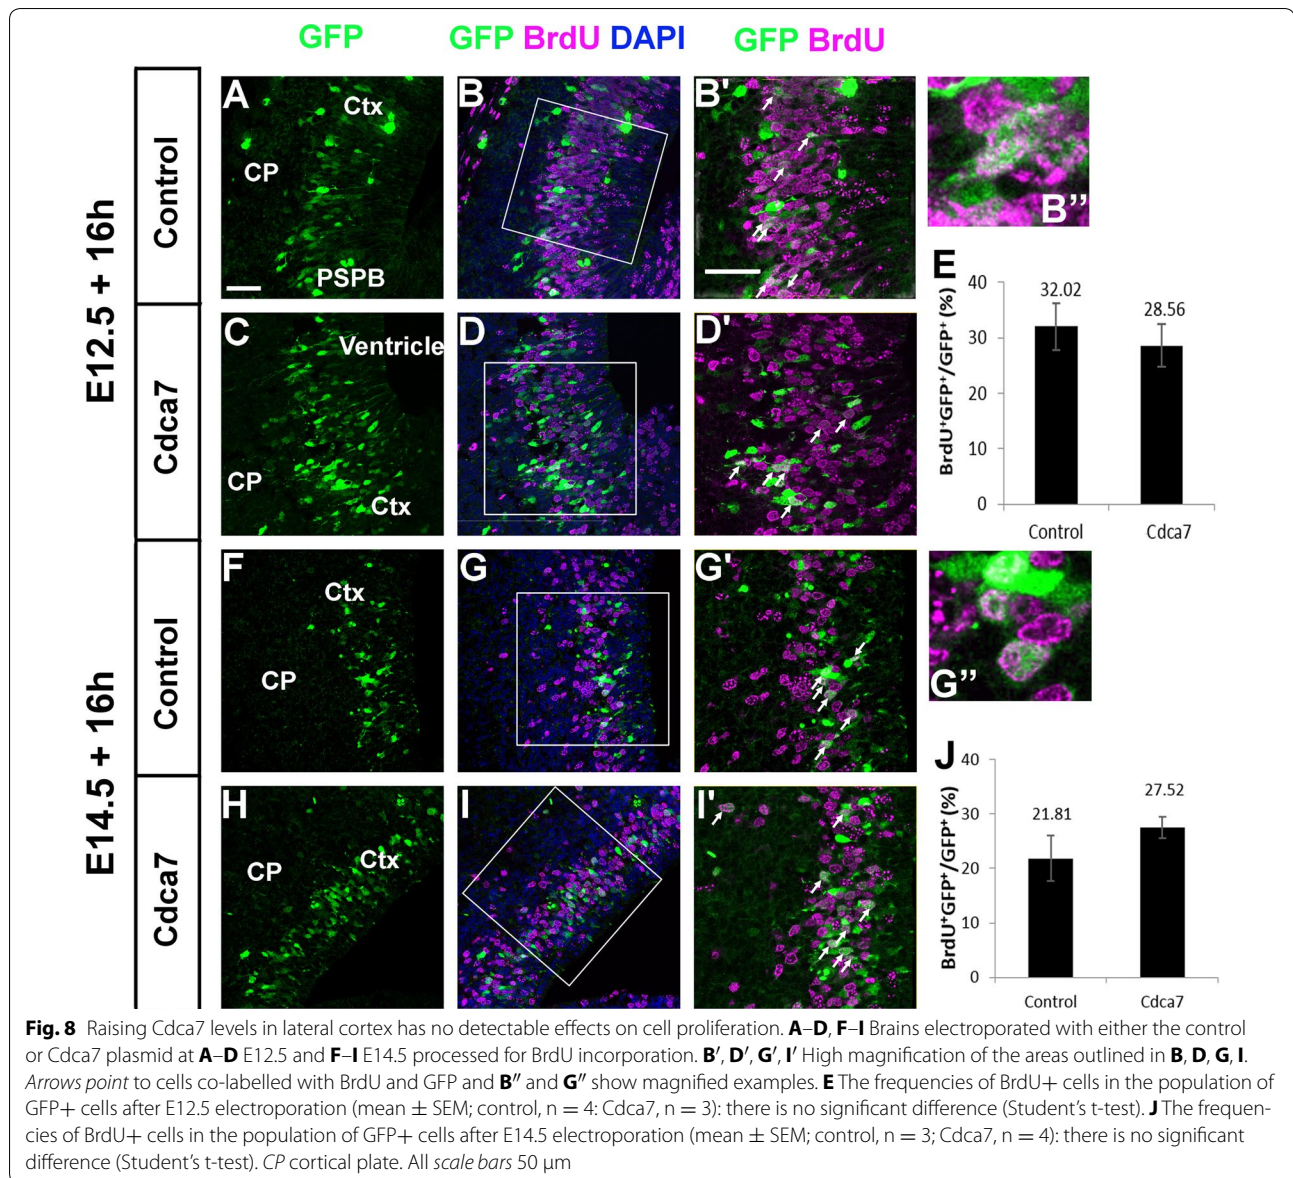 GFP
GFP BrdU DAPI
GFP BrdU
E12.5 + 16h
Control
A
Ctx
CP
PSPB
B
B'
B’’
Cdca7
C
Ventricle
CP
Ctx
D
D'
E
BrdU⁺GFP⁺/GFP⁺ (%)
40
30
20
10
0
32.02
28.56
Control
Cdca7
E14.5 + 16h
Control
F
Ctx
CP
G
G'
G’’
Cdca7
H
CP
Ctx
I
I'
J
BrdU⁺GFP⁺/GFP⁺ (%)
40
30
20
10
0
21.81
27.52
Control
Cdca7
Fig. 8 Raising Cdca7 levels in lateral cortex has no detectable effects on cell proliferation. A–D, F–I Brains electroporated with either the control
or Cdca7 plasmid at A–D E12.5 and F–I E14.5 processed for BrdU incorporation. B′, D′, G′, I′ High magnification of the areas outlined in B, D, G, I.
Arrows point to cells co-labelled with BrdU and GFP and B″ and G″ show magnified examples. E The frequencies of BrdU+ cells in the population of
GFP+ cells after E12.5 electroporation (mean ± SEM; control, n = 4: Cdca7, n = 3): there is no significant difference (Student’s t-test). J The frequen-
cies of BrdU+ cells in the population of GFP+ cells after E14.5 electroporation (mean ± SEM; control, n = 3; Cdca7, n = 4): there is no significant
difference (Student’s t-test). CP cortical plate. All scale bars 50 μm